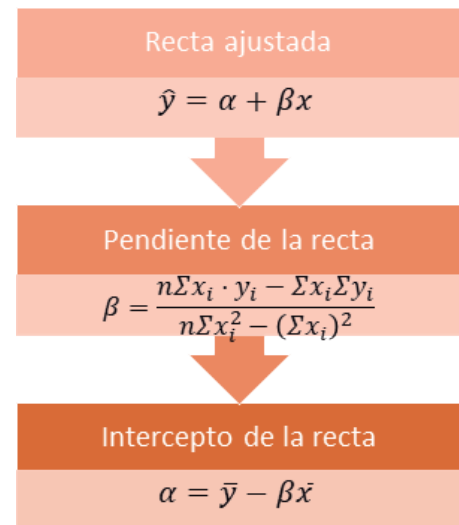 Recta ajustada
ŷ = α + βx
Pendiente de la recta
β = (nΣxᵢ · yᵢ − ΣxᵢΣyᵢ) / (nΣxᵢ² − (Σxᵢ)²)
Intercepto de la recta
α = ȳ − βx̄